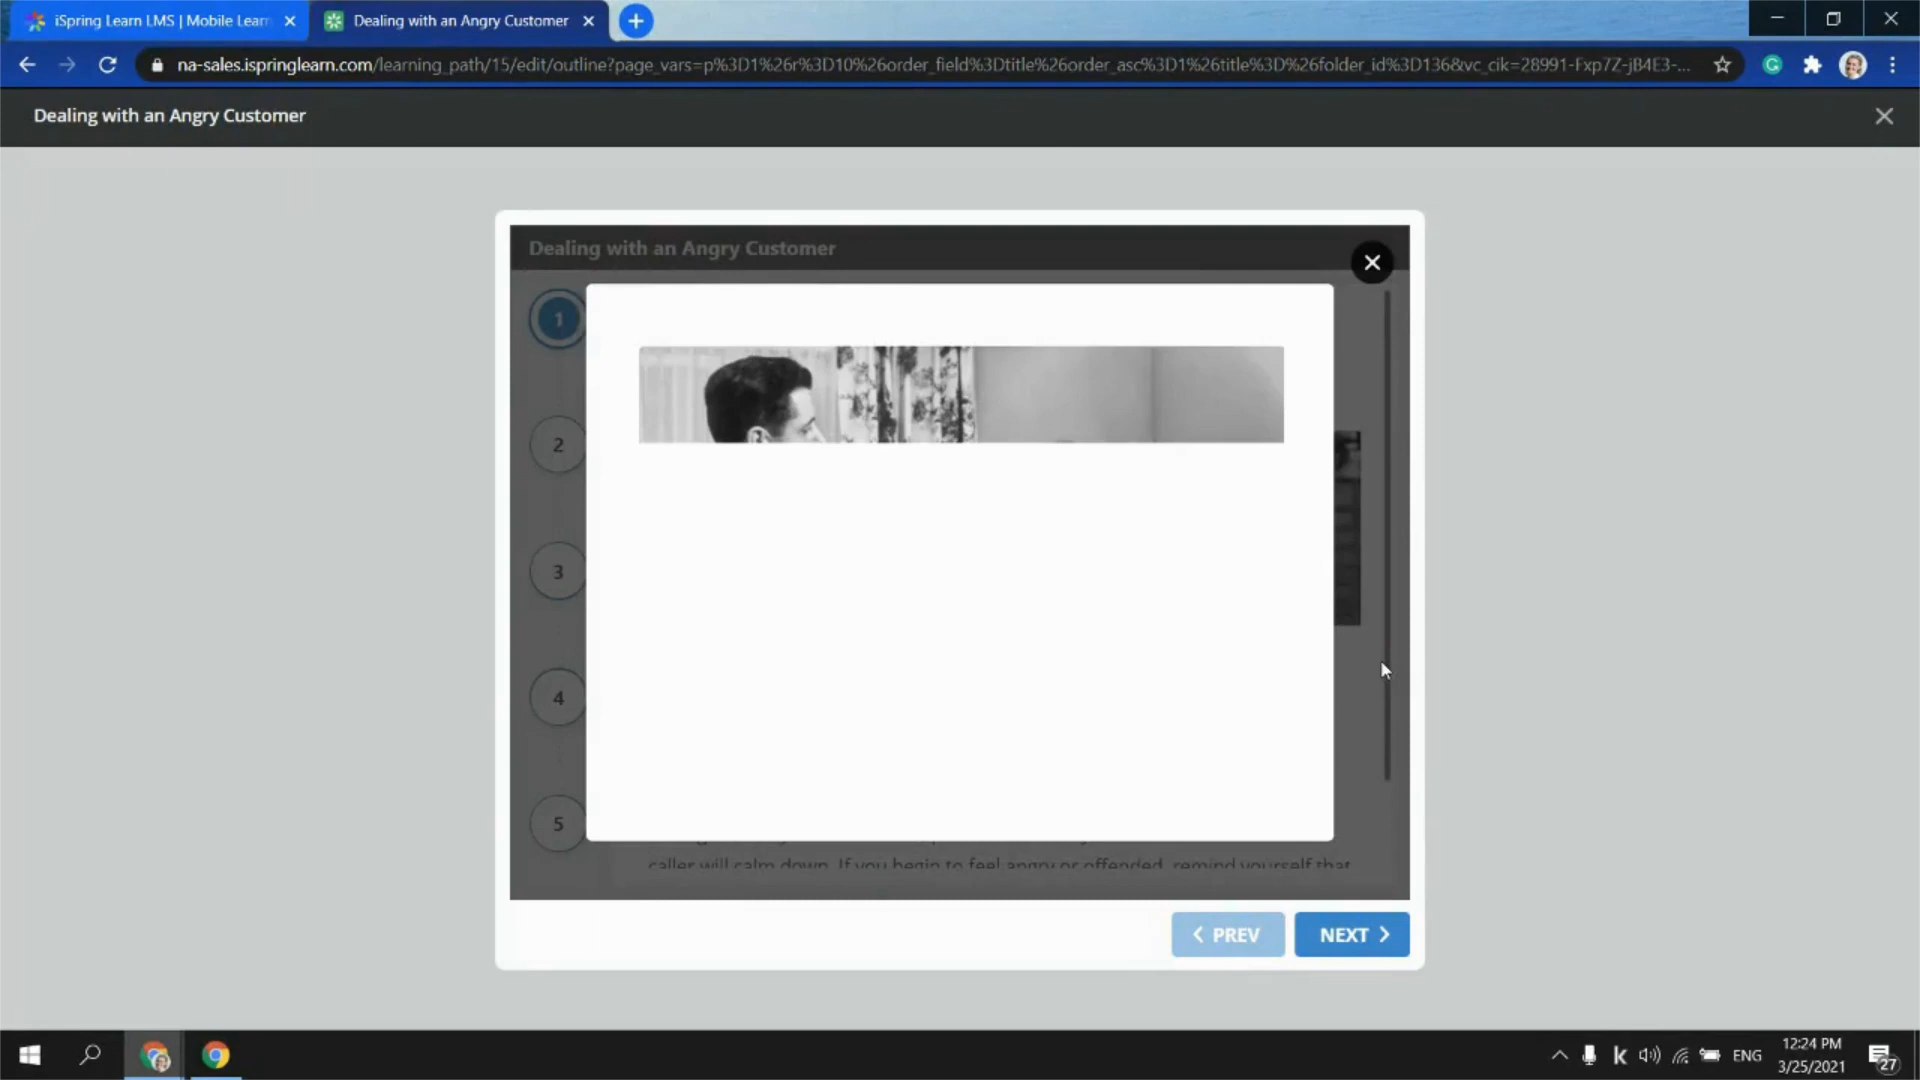 iSpring Learn LMS | Mobile Learn
Dealing with an Angry Customer
na-sales.ispringlearn.com/learning_path/15/edit/outline?page_vars=p%3D1%26r%3D10%26order_field%3Dtitle%26order_asc%3D1%26title%3D%26folder_id%3D136&vc_cik=28991-Fxp7Z-jB4E3-...
Dealing with an Angry Customer
Dealing with an Angry Customer
1
2
3
4
5
caller will calm down. If you begin to feel angry or offended, remind yourself that
PREV
NEXT
ENG
12:24 PM
3/25/2021
27